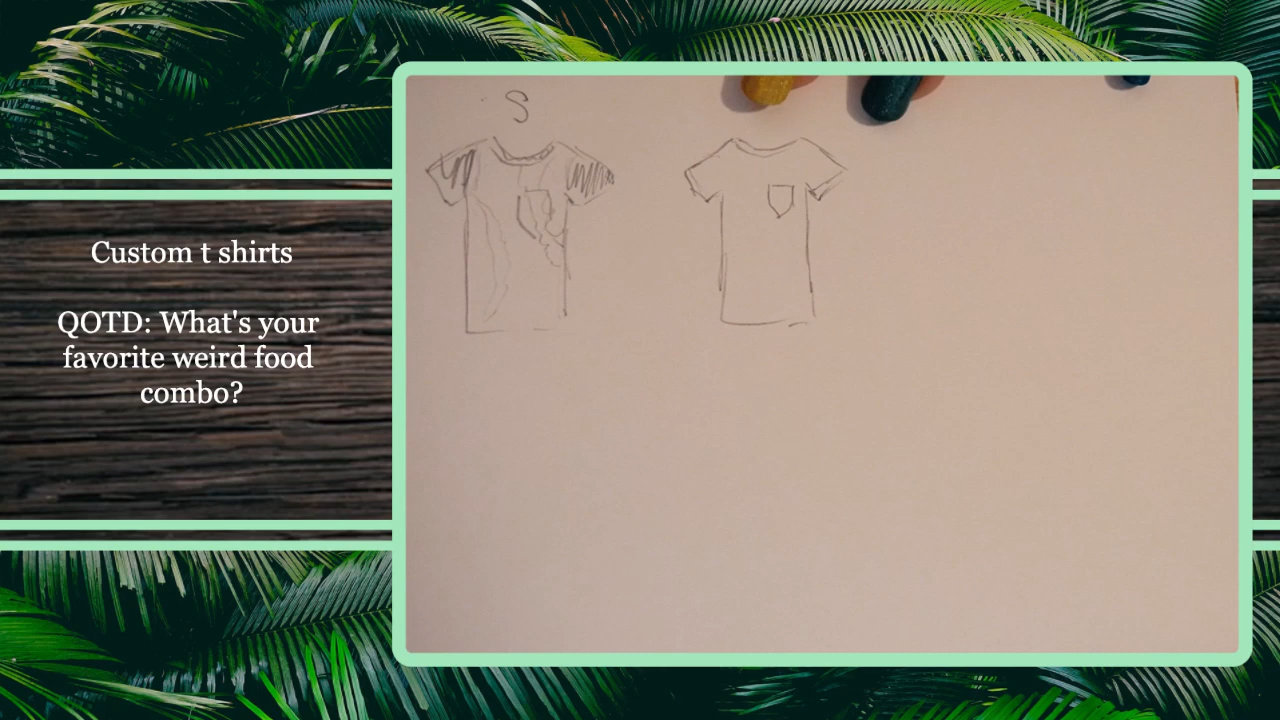 Custom t shirts
QOTD: What's your
favorite weird food
combo?
S